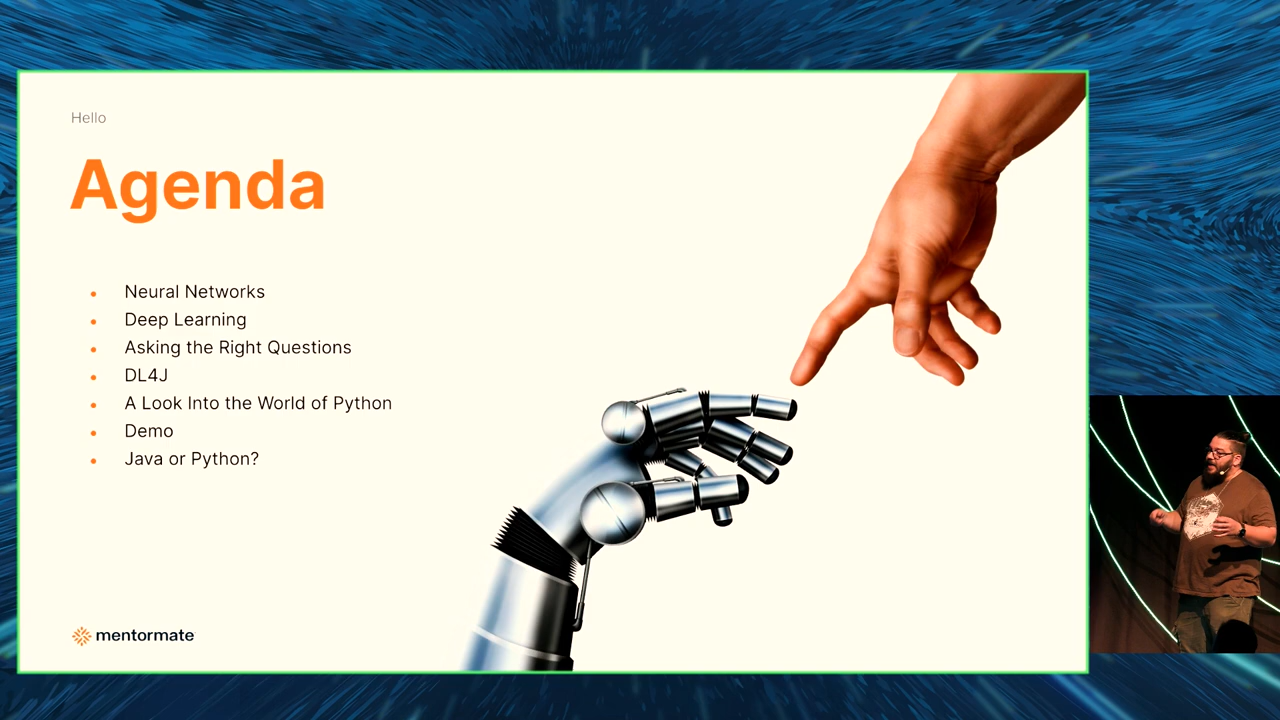 Hello
Agenda
Neural Networks
Deep Learning
Asking the Right Questions
DL4J
A Look Into the World of Python
Demo
Java or Python?
mentormate